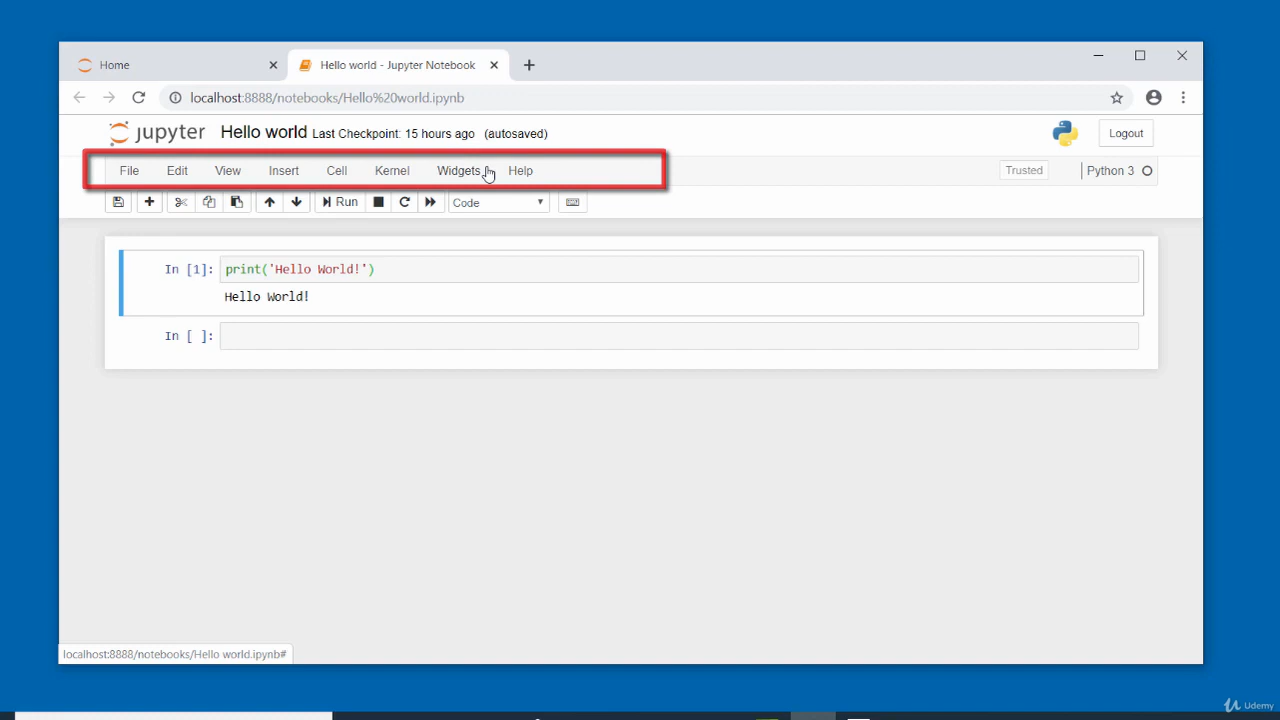 Home
Hello world - Jupyter Notebook
localhost:8888/notebooks/Hello%20world.ipynb
jupyter Hello world Last Checkpoint: 15 hours ago (autosaved)
Logout
File Edit View Insert Cell Kernel Widgets Help
Trusted
Python 3
Run
Code
In [1]: print('Hello World!')
Hello World!
In [ ]:
localhost:8888/notebooks/Hello world.ipynb#
Udemy